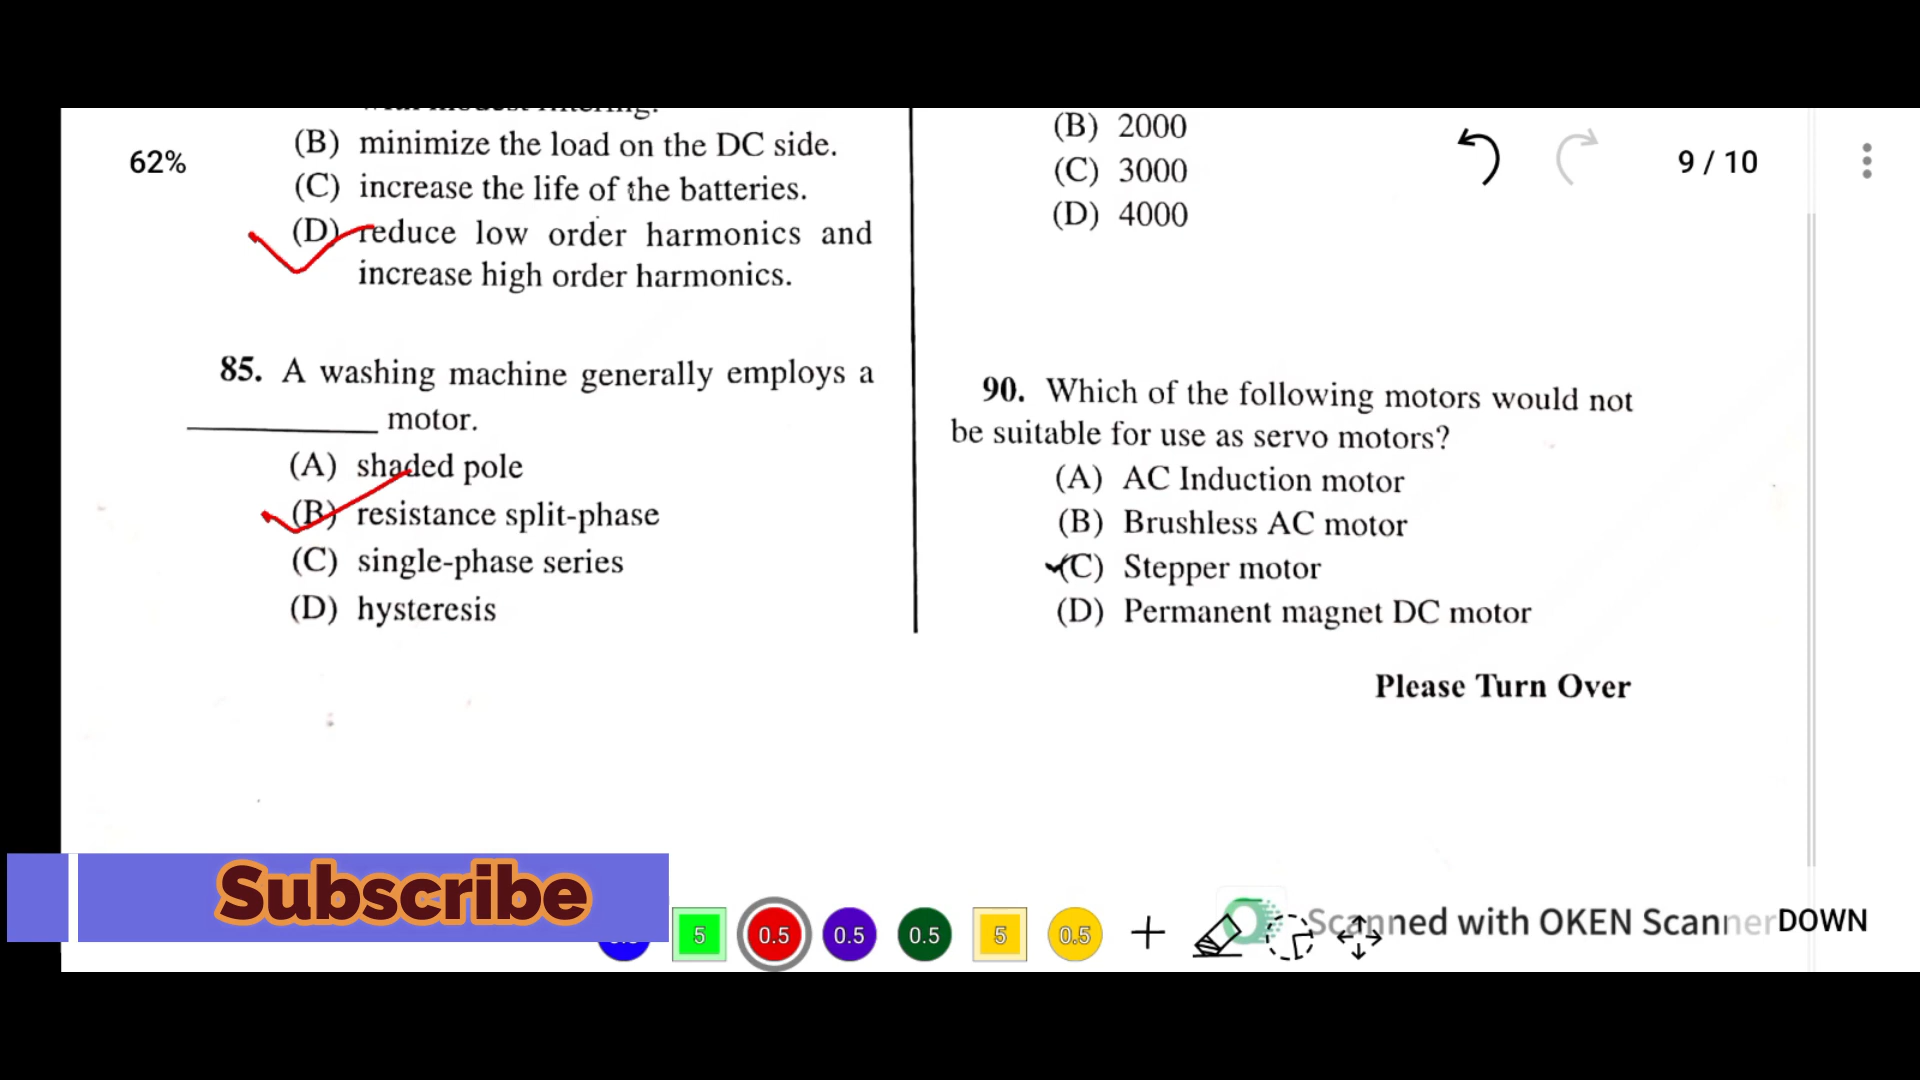 with modest filtering.
(B) minimize the load on the DC side.
(C) increase the life of the batteries.
(D) reduce low order harmonics and
increase high order harmonics.
85. A washing machine generally employs a
__________ motor.
(A) shaded pole
(B) resistance split-phase
(C) single-phase series
(D) hysteresis
(B) 2000
(C) 3000
(D) 4000
90. Which of the following motors would not
be suitable for use as servo motors?
(A) AC Induction motor
(B) Brushless AC motor
(C) Stepper motor
(D) Permanent magnet DC motor
Please Turn Over
62%
9 / 10
Subscribe
5
0.5
0.5
0.5
5
0.5
Scanned with OKEN Scanner
DOWN